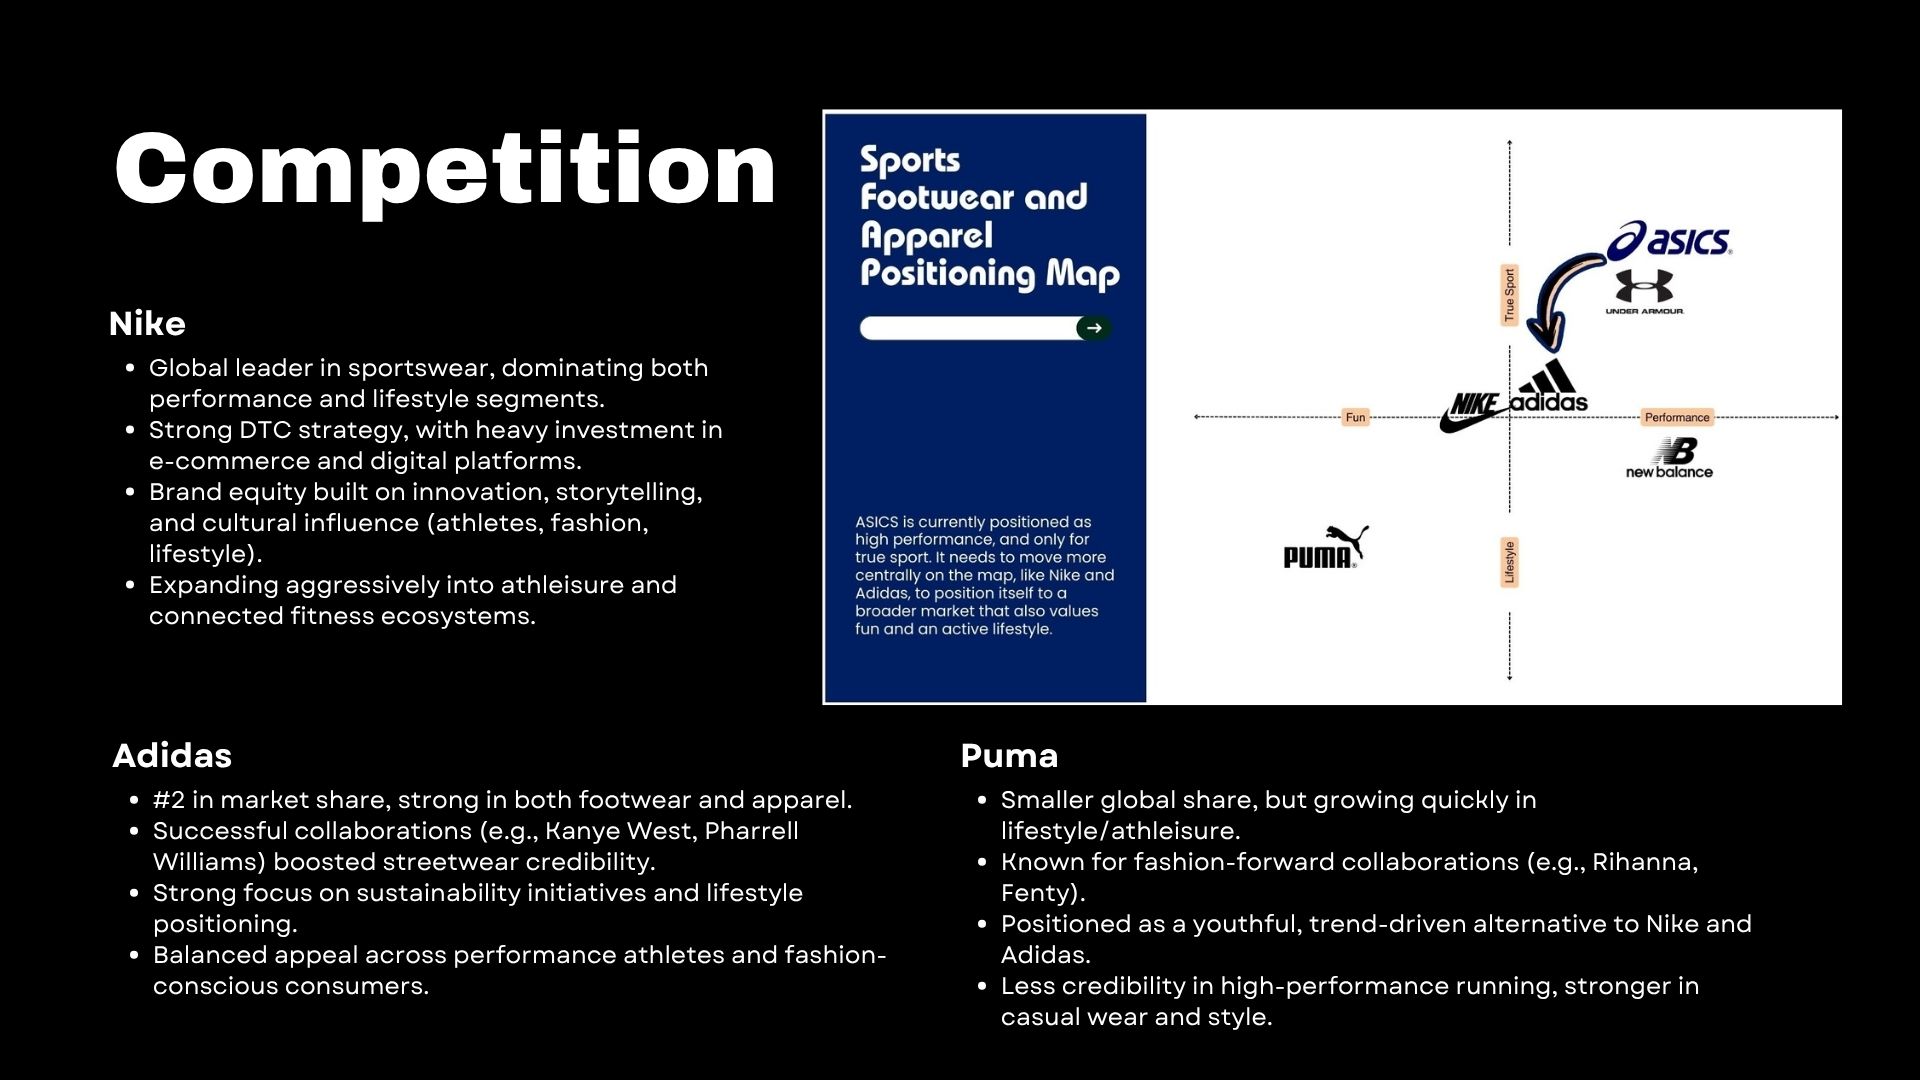 Competition
Nike
• Global leader in sportswear, dominating both
performance and lifestyle segments.
• Strong DTC strategy, with heavy investment in
e-commerce and digital platforms.
• Brand equity built on innovation, storytelling,
and cultural influence (athletes, fashion,
lifestyle).
• Expanding aggressively into athleisure and
connected fitness ecosystems.
Sports
Footwear and
Apparel
Positioning Map
ASICS is currently positioned as
high performance, and only for
true sport. It needs to move more
centrally on the map, like Nike and
Adidas, to position itself to a
broader market that also values
fun and an active lifestyle.
True Sport
asics
UNDER ARMOUR
NIKE
adidas
Fun
Performance
new balance
PUMA
Lifestyle
Adidas
• #2 in market share, strong in both footwear and apparel.
• Successful collaborations (e.g., Kanye West, Pharrell
Williams) boosted streetwear credibility.
• Strong focus on sustainability initiatives and lifestyle
positioning.
• Balanced appeal across performance athletes and fashion-
conscious consumers.
Puma
• Smaller global share, but growing quickly in
lifestyle/athleisure.
• Known for fashion-forward collaborations (e.g., Rihanna,
Fenty).
• Positioned as a youthful, trend-driven alternative to Nike and
Adidas.
• Less credibility in high-performance running, stronger in
casual wear and style.